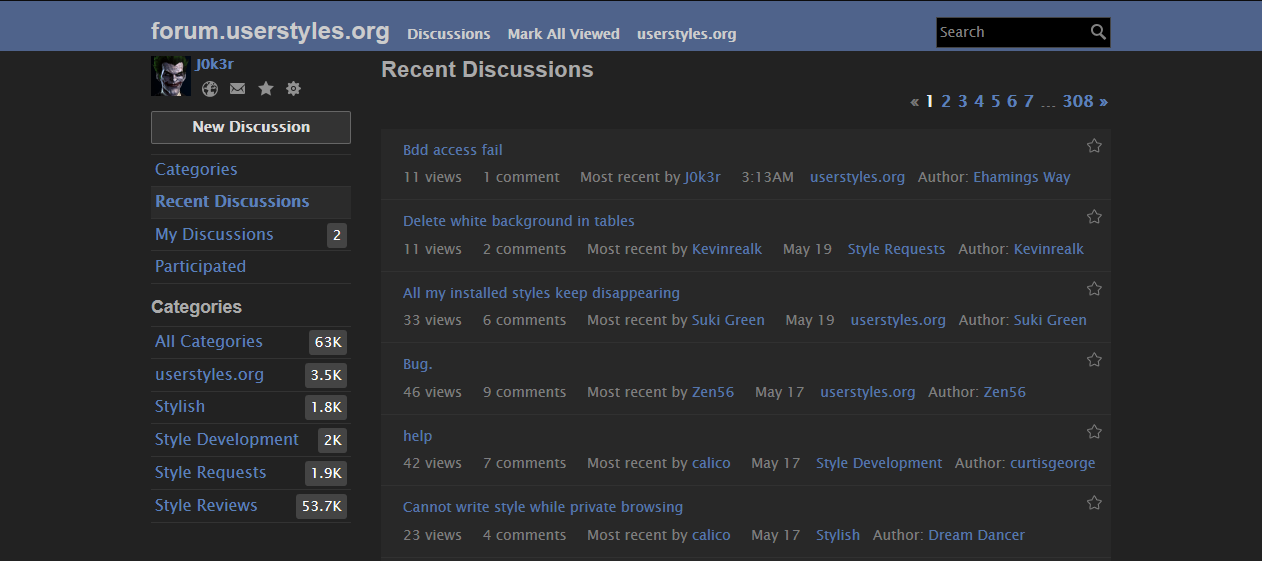 forum.userstyles.org Discussions Mark All Viewed userstyles.org Search
J0k3r
New Discussion
Categories
Recent Discussions
My Discussions 2
Participated
Categories
All Categories 63K
userstyles.org 3.5K
Stylish 1.8K
Style Development 2K
Style Requests 1.9K
Style Reviews 53.7K
Recent Discussions
« 1 2 3 4 5 6 7 ... 308 »
Bdd access fail
11 views 1 comment Most recent by J0k3r 3:13AM userstyles.org Author: Ehamings Way
Delete white background in tables
11 views 2 comments Most recent by Kevinrealk May 19 Style Requests Author: Kevinrealk
All my installed styles keep disappearing
33 views 6 comments Most recent by Suki Green May 19 userstyles.org Author: Suki Green
Bug.
46 views 9 comments Most recent by Zen56 May 17 userstyles.org Author: Zen56
help
42 views 7 comments Most recent by calico May 17 Style Development Author: curtisgeorge
Cannot write style while private browsing
23 views 4 comments Most recent by calico May 17 Stylish Author: Dream Dancer